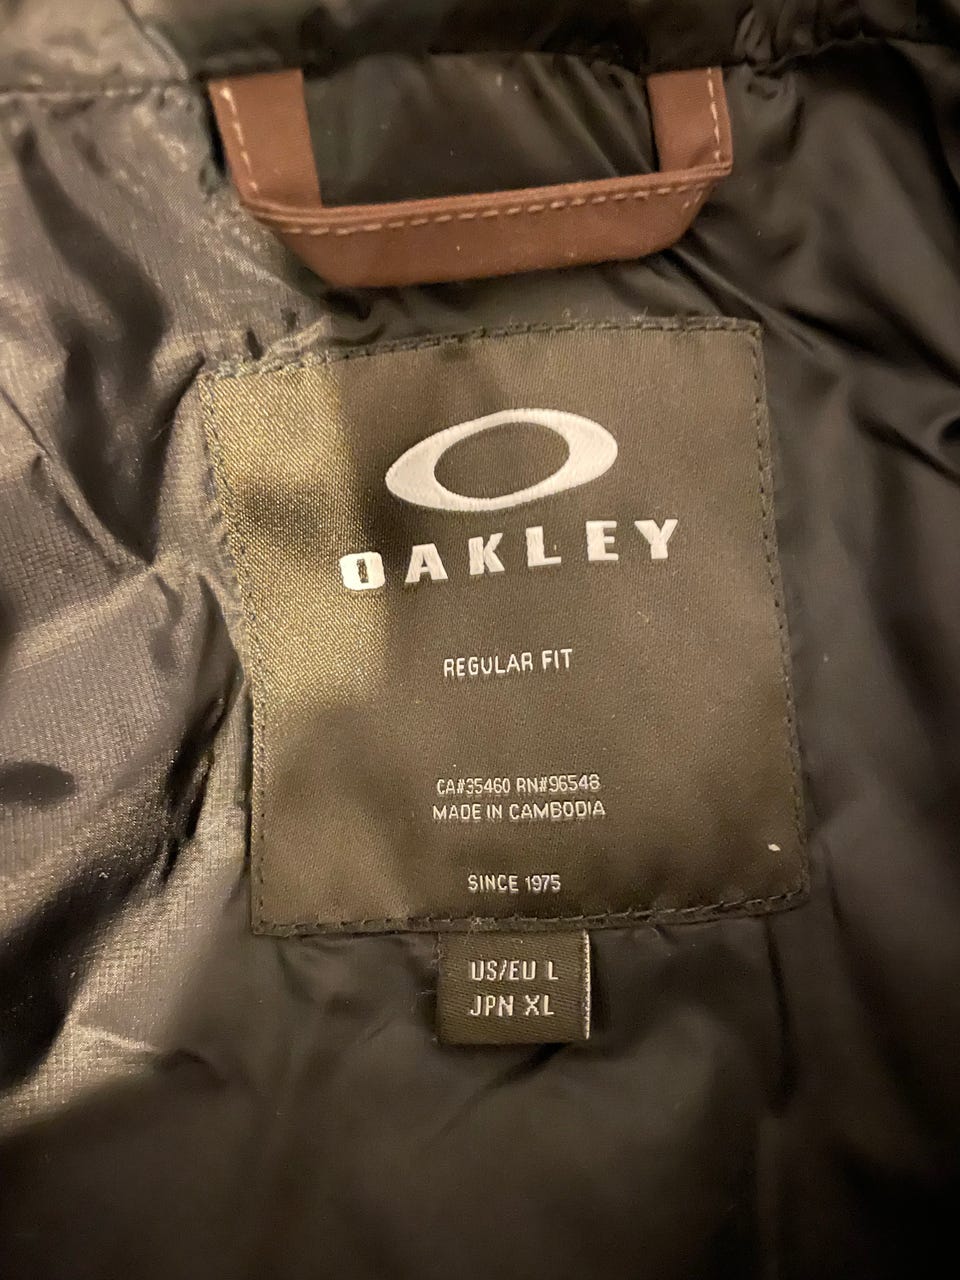 OAKLEY
REGULAR FIT
CA#35460 RN#96548
MADE IN CAMBODIA
SINCE 1975
US/EU L
JPN XL